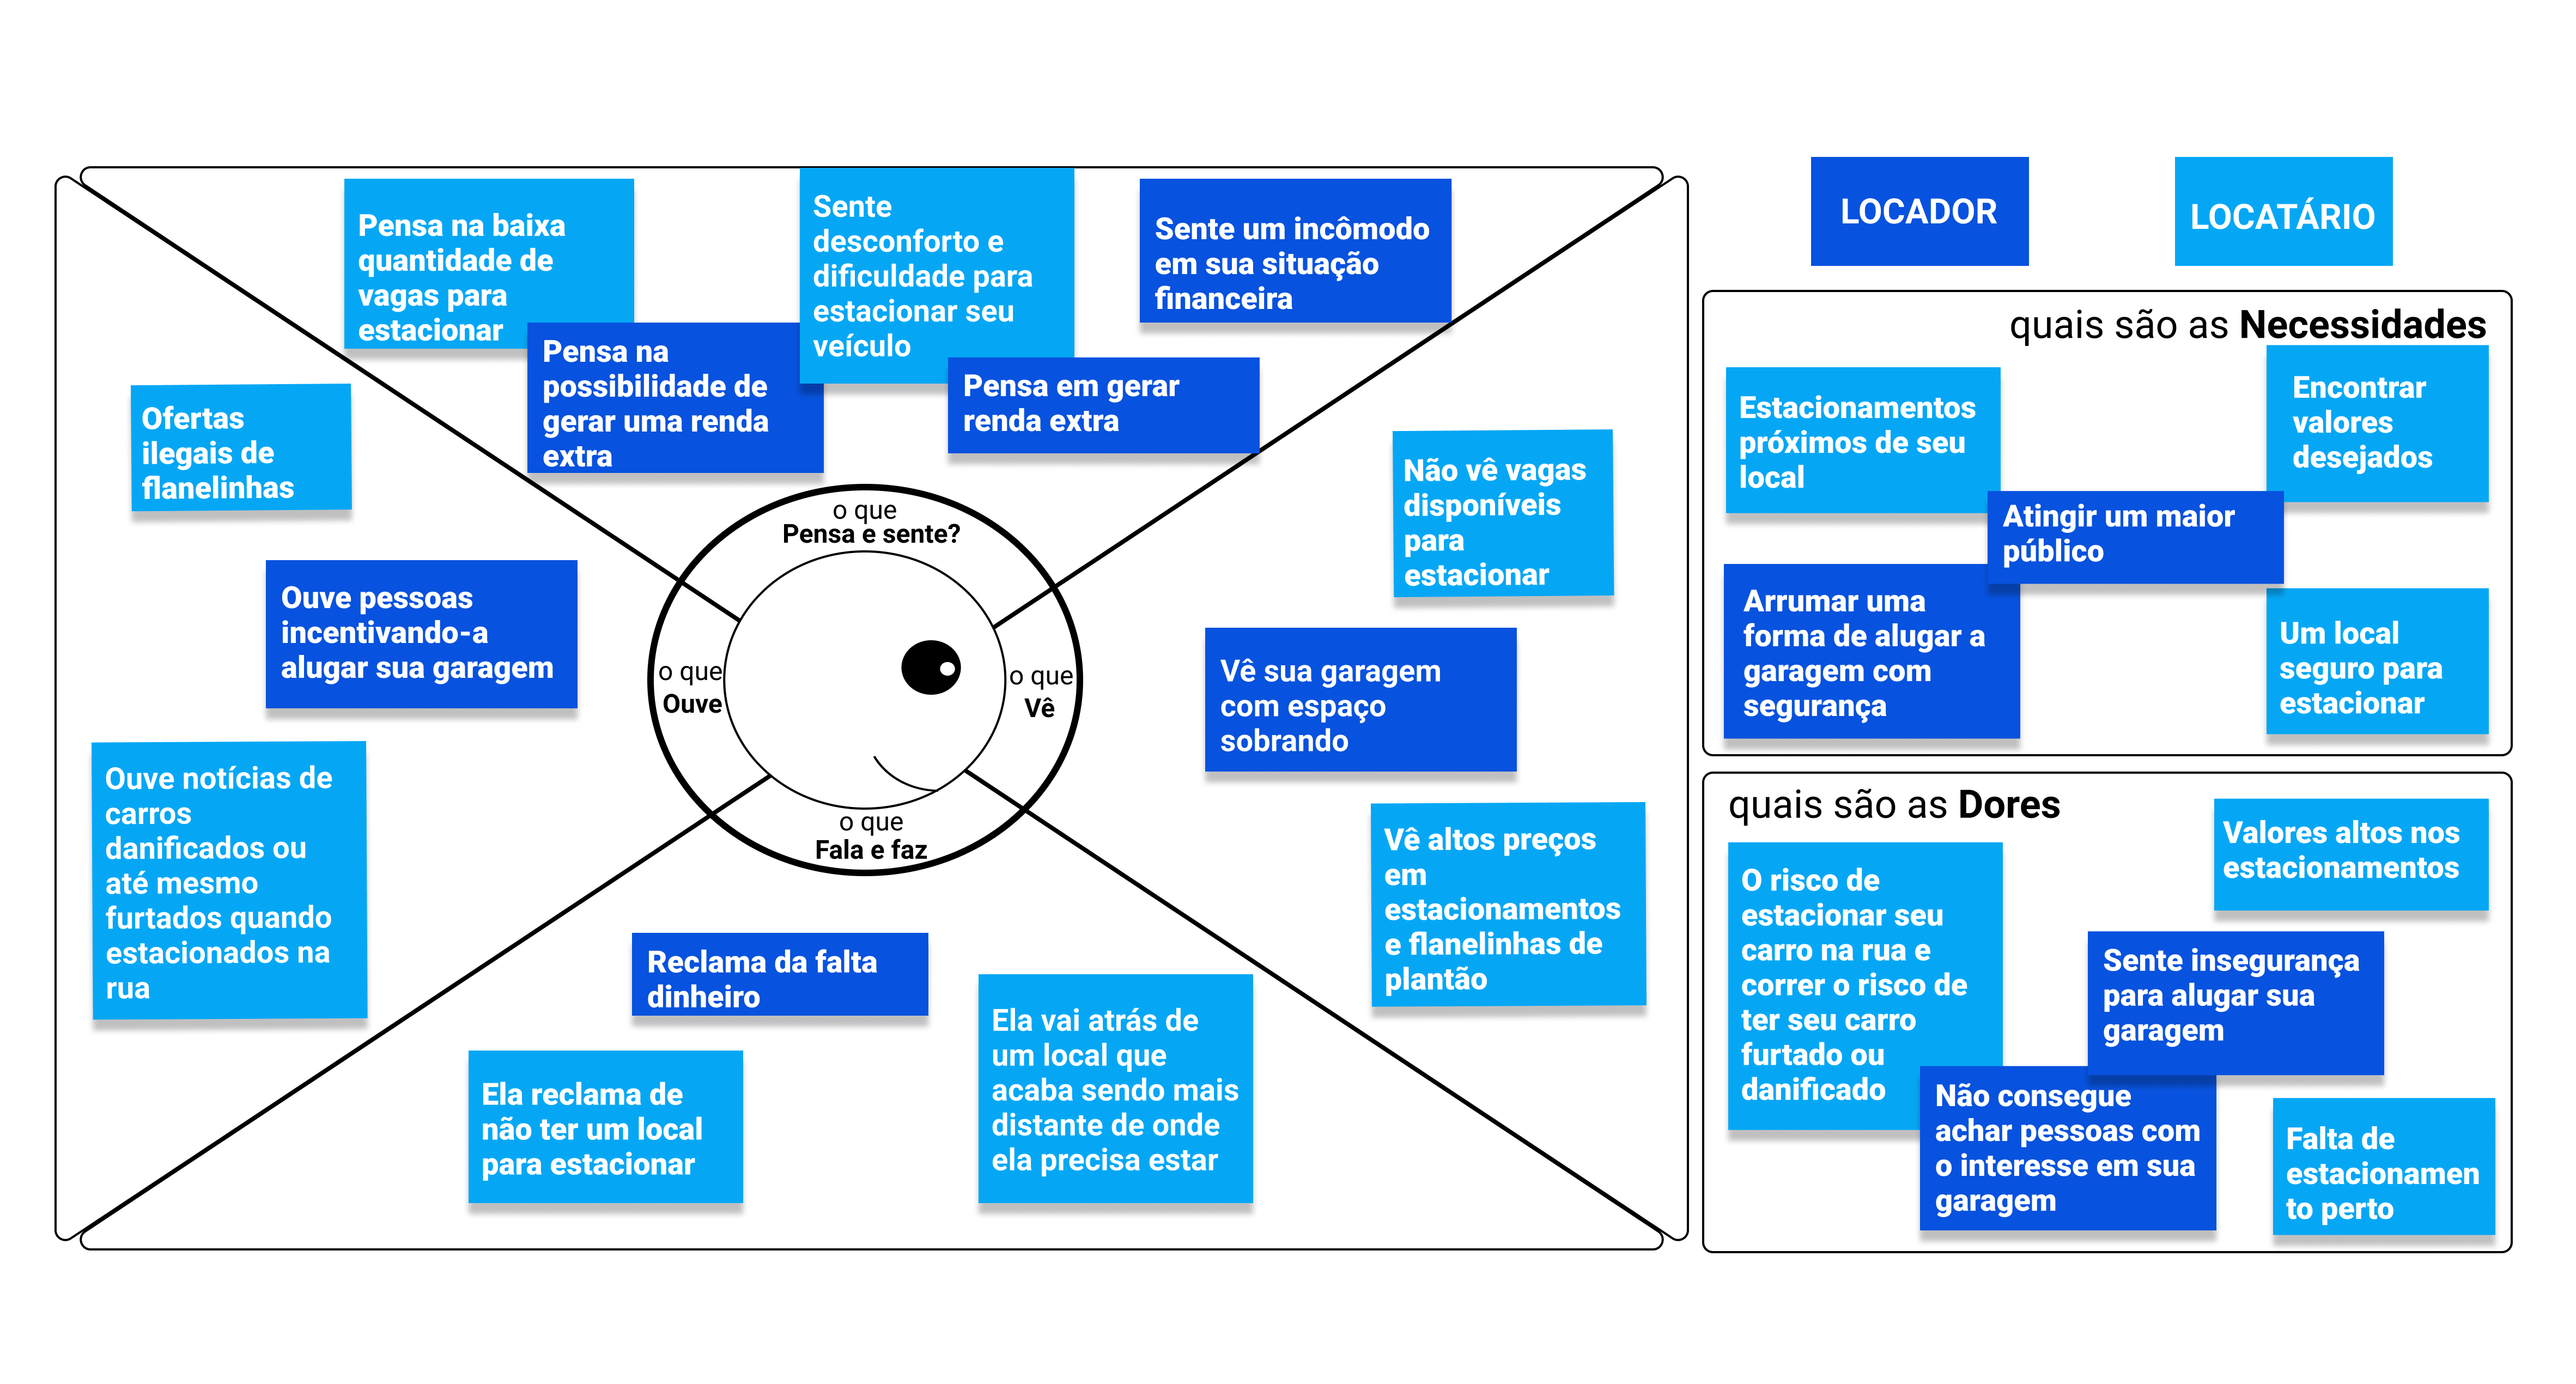 Pensa na baixa
quantidade de
vagas para
estacionar
Pensa na
possibilidade de
gerar uma renda
extra
Sente
desconforto e
dificuldade para
estacionar seu
veículo
Pensa em gerar
renda extra
Sente um incômodo
em sua situação
financeira
Ofertas
ilegais de
flanelinhas
Ouve pessoas
incentivando-a
alugar sua garagem
Ouve notícias de
carros
danificados ou
até mesmo
furtados quando
estacionados na
rua
o que
Pensa e sente?
o que
Ouve
o que
Vê
o que
Fala e faz
Não vê vagas
disponíveis
para
estacionar
Vê sua garagem
com espaço
sobrando
Vê altos preços
em
estacionamentos
e flanelinhas de
plantão
Reclama da falta
dinheiro
Ela reclama de
não ter um local
para estacionar
Ela vai atrás de
um local que
acaba sendo mais
distante de onde
ela precisa estar
LOCADOR
LOCATÁRIO
quais são as Necessidades
Estacionamentos
próximos de seu
local
Encontrar
valores
desejados
Atingir um maior
público
Arrumar uma
forma de alugar a
garagem com
segurança
Um local
seguro para
estacionar
quais são as Dores
O risco de
estacionar seu
carro na rua e
correr o risco de
ter seu carro
furtado ou
danificado
Valores altos nos
estacionamentos
Sente insegurança
para alugar sua
garagem
Não consegue
achar pessoas com
o interesse em sua
garagem
Falta de
estacionamen
to perto